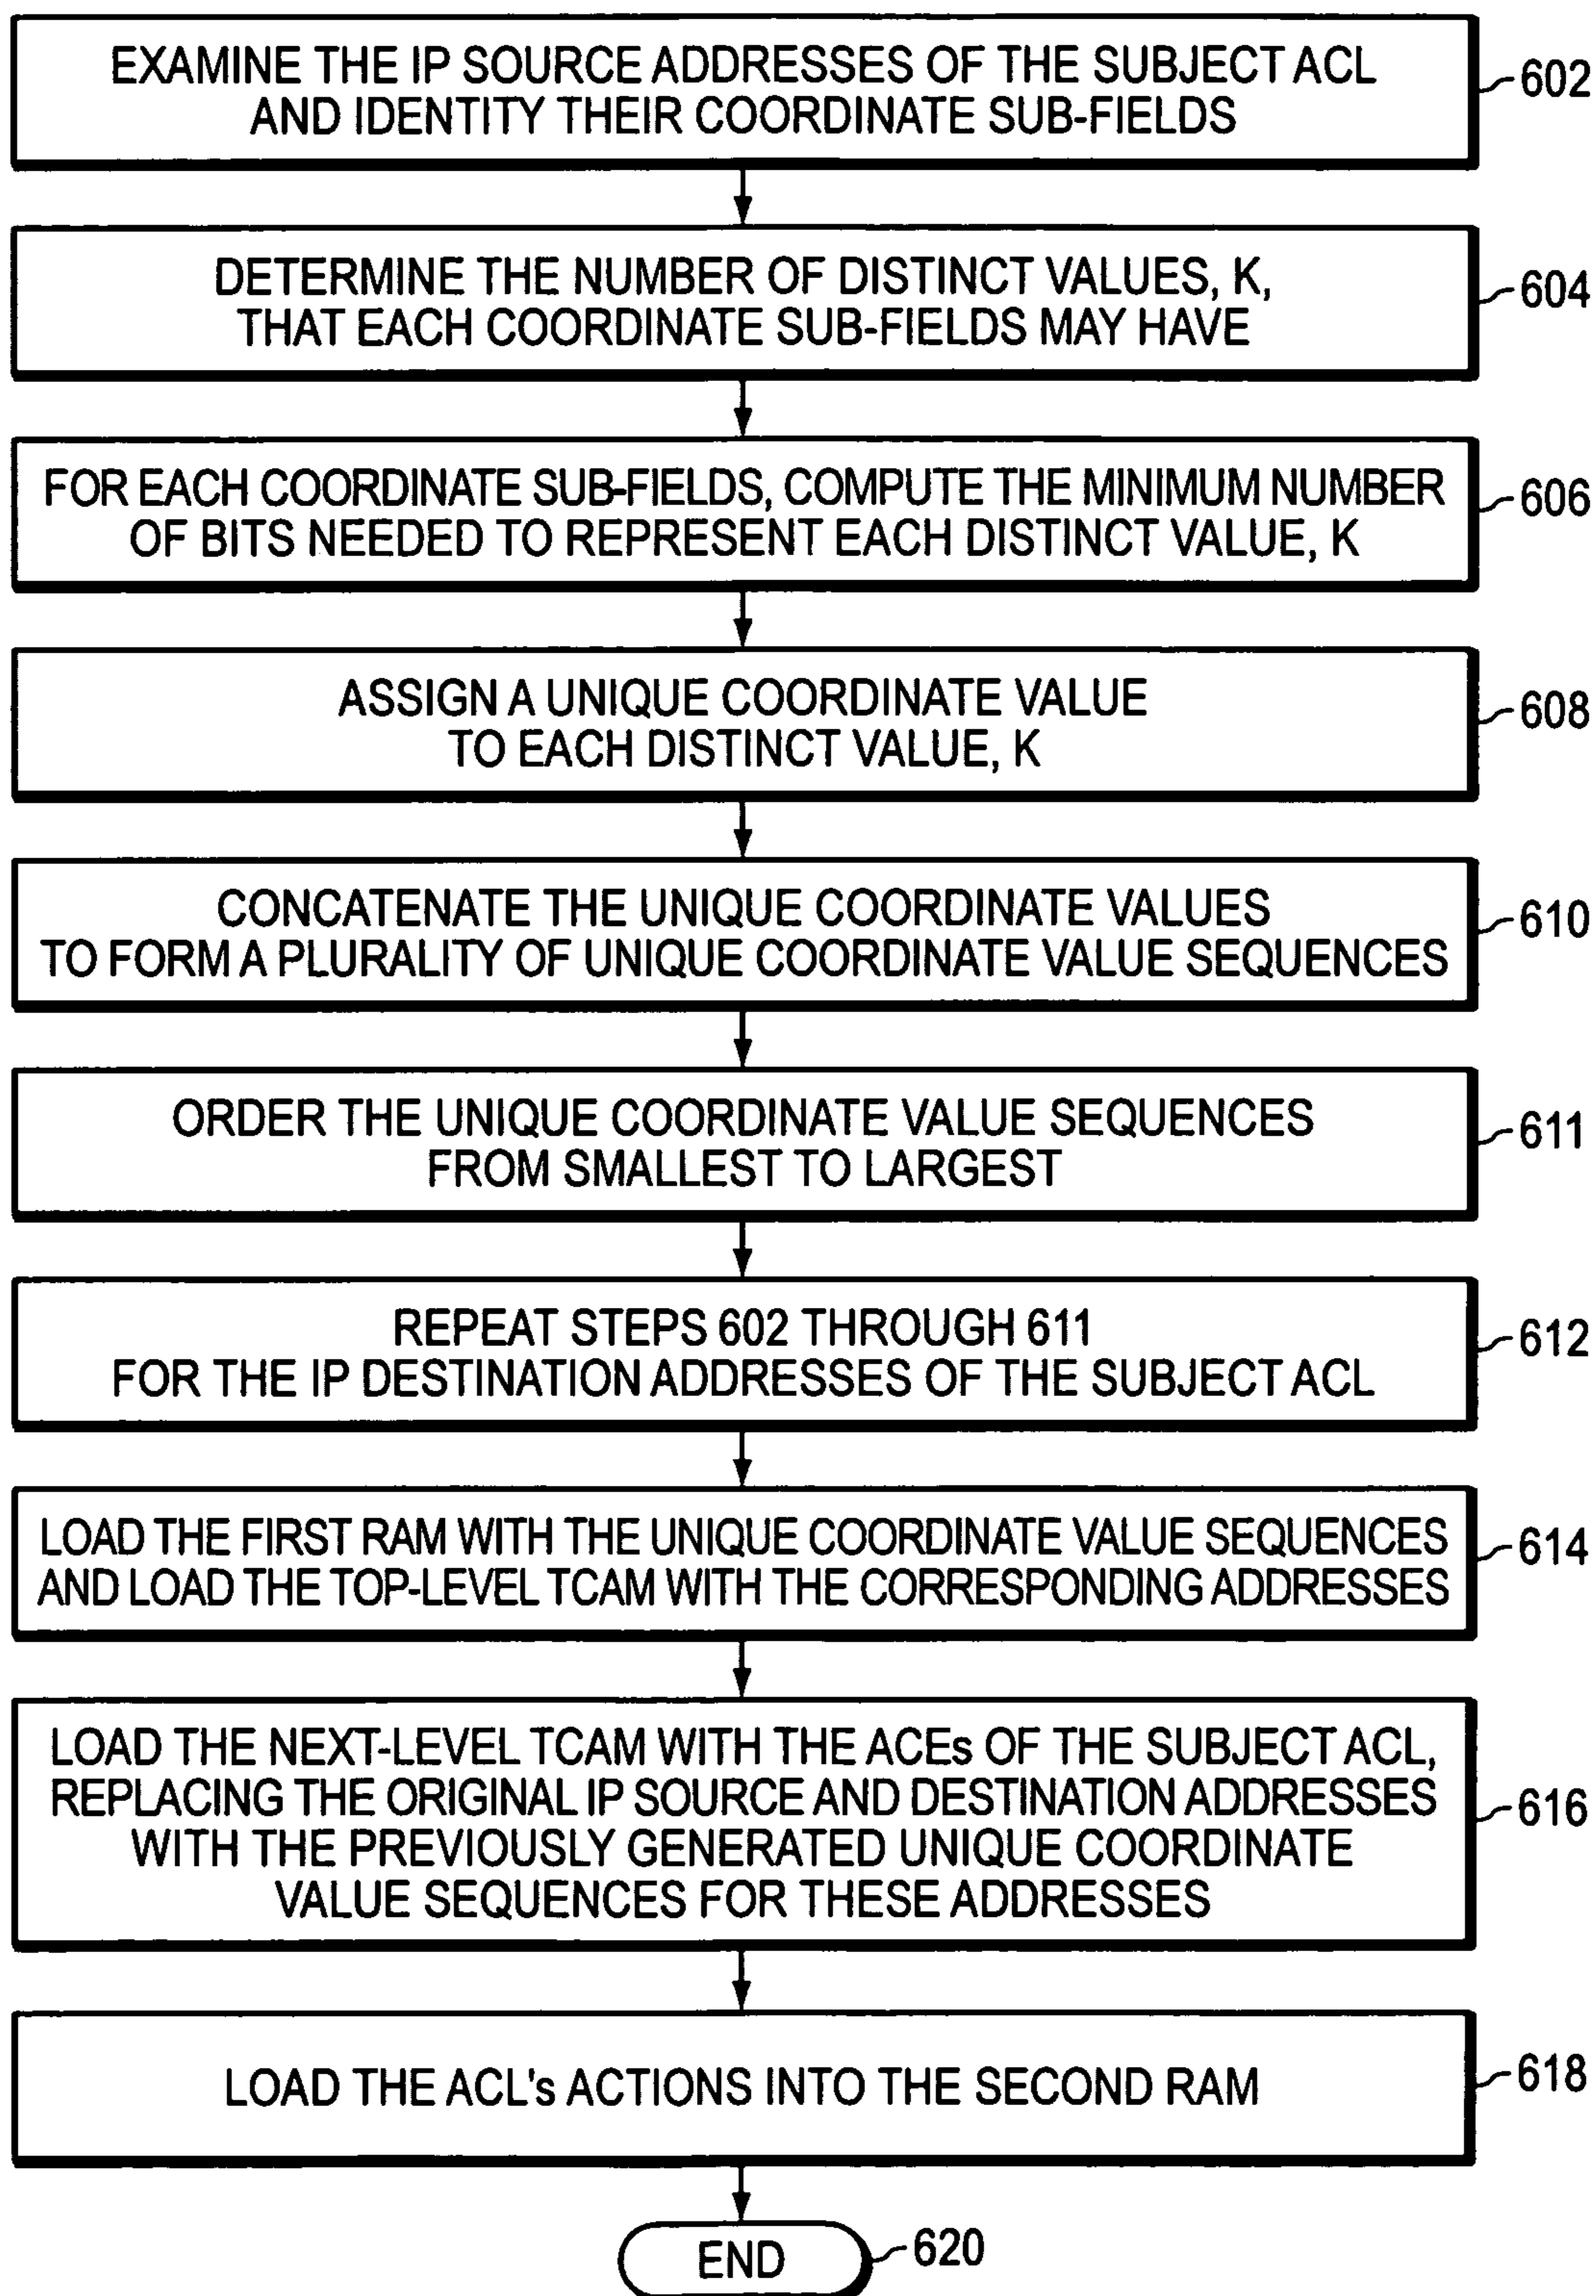 EXAMINE THE IP SOURCE ADDRESSES OF THE SUBJECT ACL
AND IDENTITY THEIR COORDINATE SUB-FIELDS
602
DETERMINE THE NUMBER OF DISTINCT VALUES, K,
THAT EACH COORDINATE SUB-FIELDS MAY HAVE
604
FOR EACH COORDINATE SUB-FIELDS, COMPUTE THE MINIMUM NUMBER
OF BITS NEEDED TO REPRESENT EACH DISTINCT VALUE, K
606
ASSIGN A UNIQUE COORDINATE VALUE
TO EACH DISTINCT VALUE, K
608
CONCATENATE THE UNIQUE COORDINATE VALUES
TO FORM A PLURALITY OF UNIQUE COORDINATE VALUE SEQUENCES
610
ORDER THE UNIQUE COORDINATE VALUE SEQUENCES
FROM SMALLEST TO LARGEST
611
REPEAT STEPS 602 THROUGH 611
FOR THE IP DESTINATION ADDRESSES OF THE SUBJECT ACL
612
LOAD THE FIRST RAM WITH THE UNIQUE COORDINATE VALUE SEQUENCES
AND LOAD THE TOP-LEVEL TCAM WITH THE CORRESPONDING ADDRESSES
614
LOAD THE NEXT-LEVEL TCAM WITH THE ACEs OF THE SUBJECT ACL,
REPLACING THE ORIGINAL IP SOURCE AND DESTINATION ADDRESSES
WITH THE PREVIOUSLY GENERATED UNIQUE COORDINATE
VALUE SEQUENCES FOR THESE ADDRESSES
616
LOAD THE ACL's ACTIONS INTO THE SECOND RAM
618
END
620